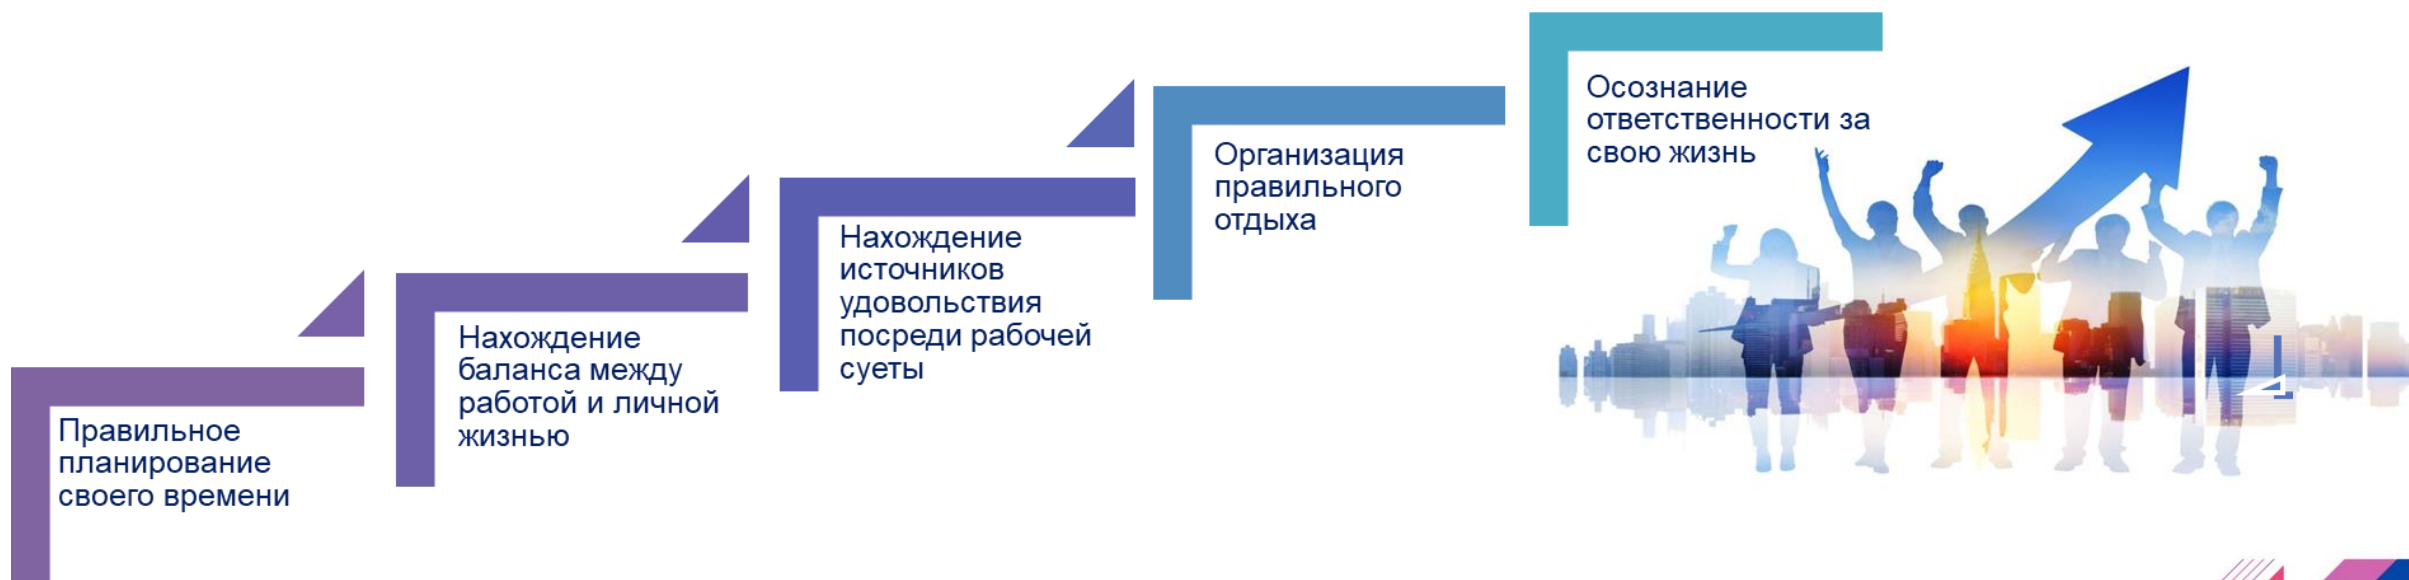 Правильное
планирование
своего времени
Нахождение
баланса между
работой и личной
жизнью
Нахождение
источников
удовольствия
посреди рабочей
суеты
Организация
правильного
отдыха
Осознание
ответственности за
свою жизнь